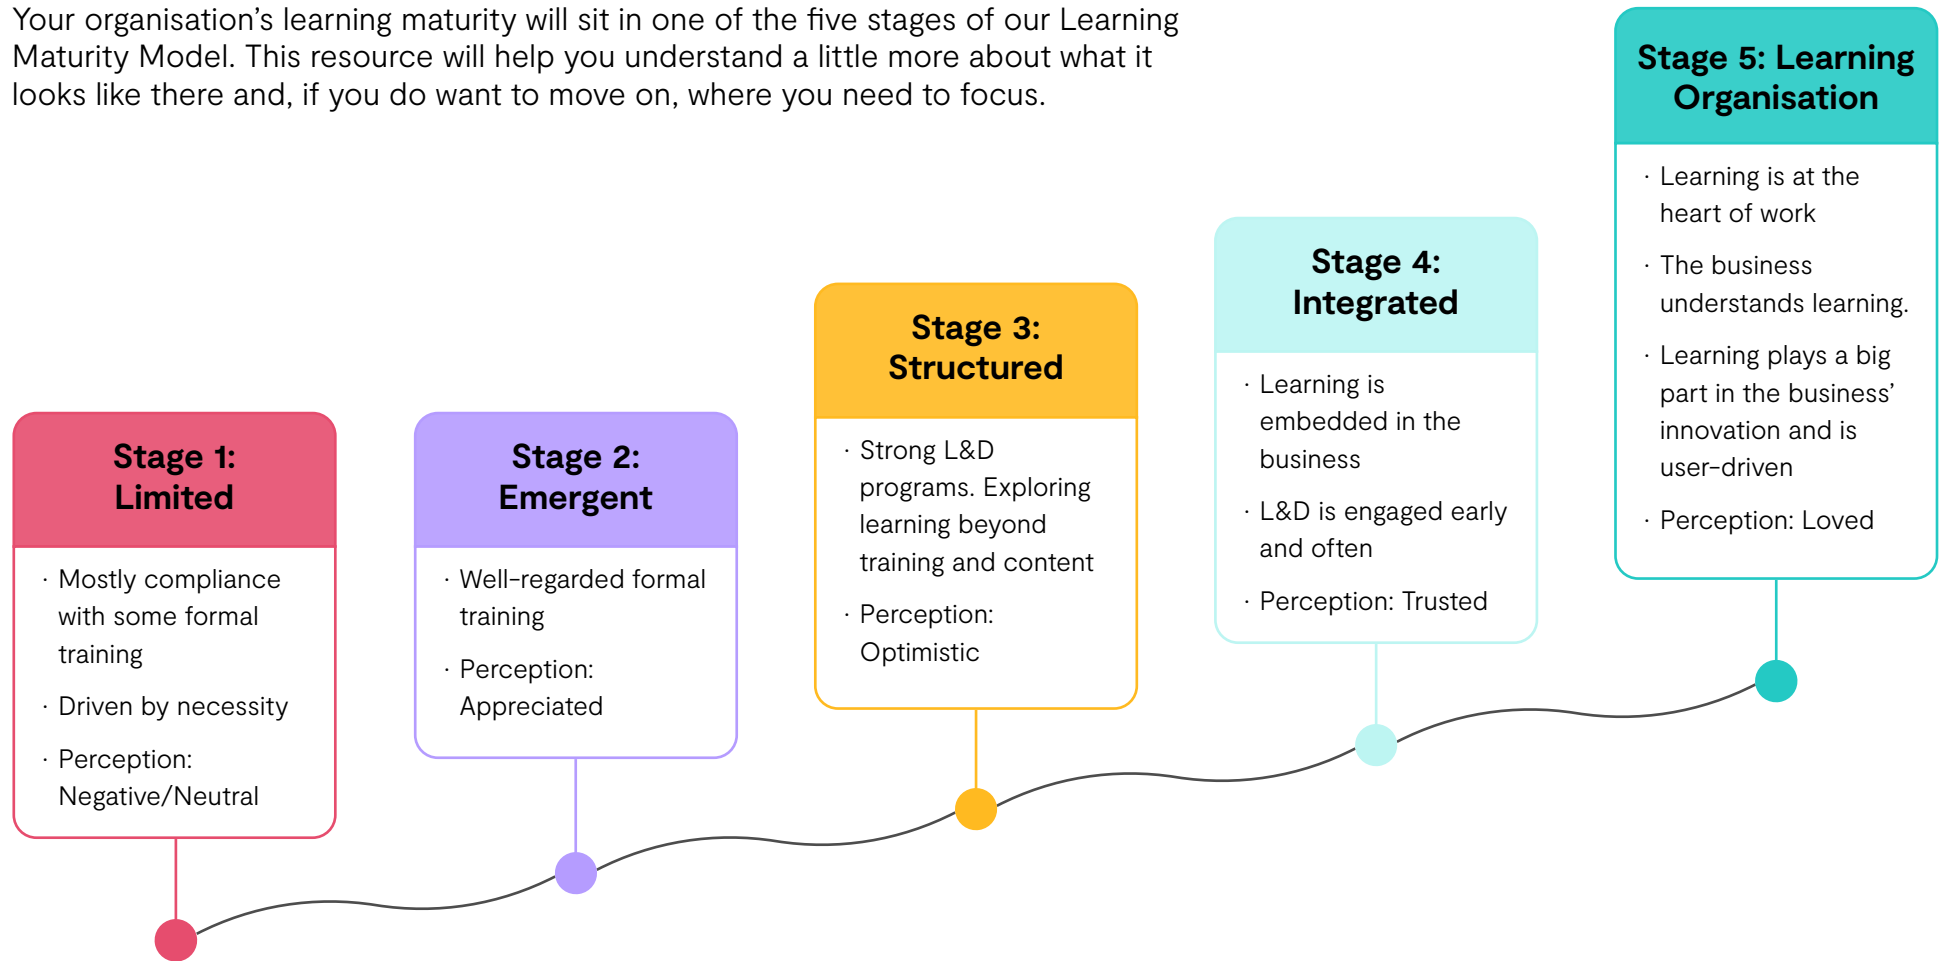 Your organisation’s learning maturity will sit in one of the five stages of our Learning
Maturity Model. This resource will help you understand a little more about what it
looks like there and, if you do want to move on, where you need to focus.
Stage 1:
Limited
· Mostly compliance
with some formal
training
· Driven by necessity
· Perception:
Negative/Neutral
Stage 2:
Emergent
· Well-regarded formal
training
· Perception:
Appreciated
Stage 3:
Structured
· Strong L&D
programs. Exploring
learning beyond
training and content
· Perception:
Optimistic
Stage 4:
Integrated
· Learning is
embedded in the
business
· L&D is engaged early
and often
· Perception: Trusted
Stage 5: Learning
Organisation
· Learning is at the
heart of work
· The business
understands learning.
· Learning plays a big
part in the business’
innovation and is
user-driven
· Perception: Loved